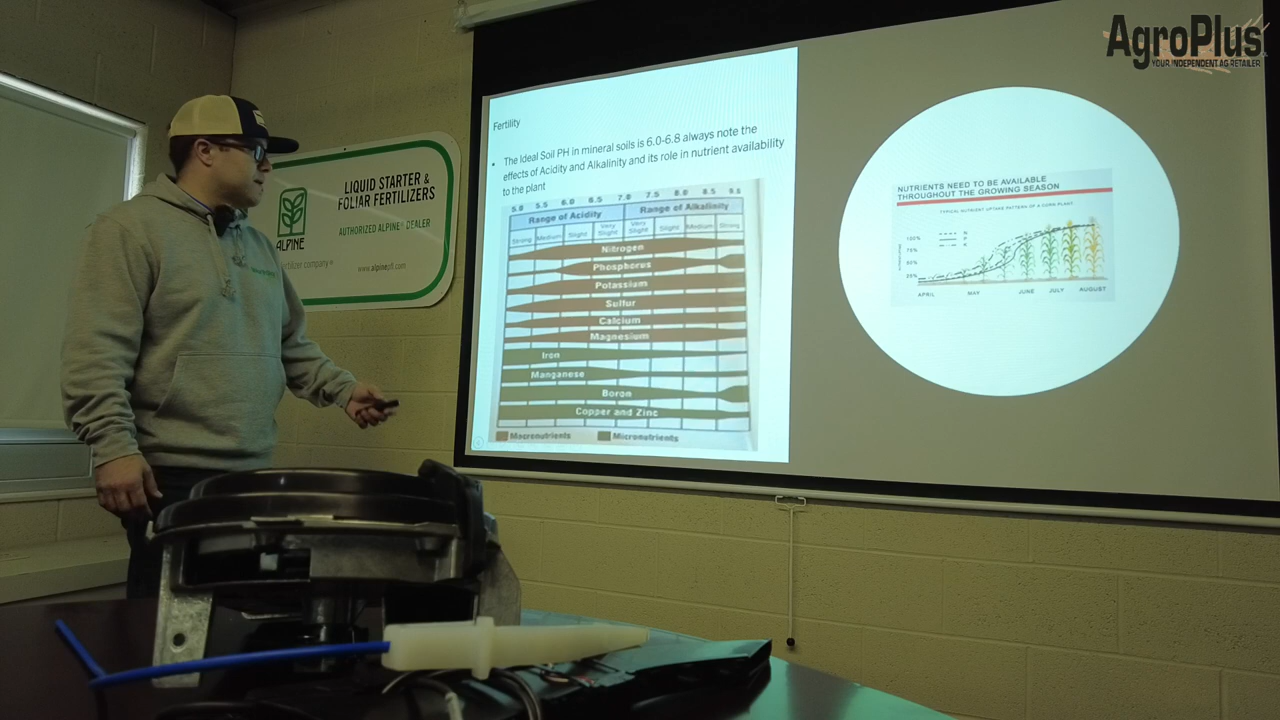 AgroPlus
YOUR INDEPENDENT AG RETAILER
LIQUID STARTER &
FOLIAR FERTILIZERS
AUTHORIZED ALPINE® DEALER
ALPINE
www.alpinepfl.com
Fertility
• The Ideal Soil PH in mineral soils is 6.0-6.8 always note the
effects of Acidity and Alkalinity and its role in nutrient availability
to the plant
5.0 5.5 6.0 6.5 7.0 7.5 8.0 8.5 9.5
Range of Acidity Range of Alkalinity
Strong Medium Slight Very Slight Very Slight Slight Medium Strong
Nitrogen
Phosphorus
Potassium
Sulfur
Calcium
Magnesium
Iron
Manganese
Boron
Copper and Zinc
Macronutrients Micronutrients
NUTRIENTS NEED TO BE AVAILABLE
THROUGHOUT THE GROWING SEASON
TYPICAL NUTRIENT UPTAKE PATTERN OF A CORN PLANT
100%
75%
50%
25%
N
P
K
APRIL MAY JUNE JULY AUGUST